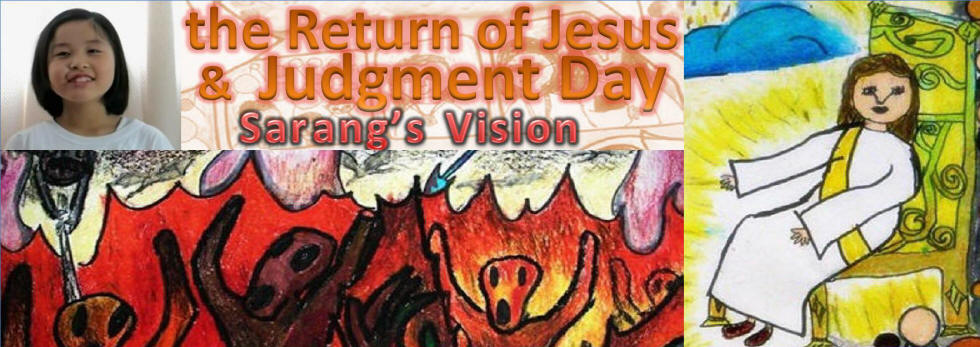 the Return of Jesus
& Judgment Day
Sarang's Vision